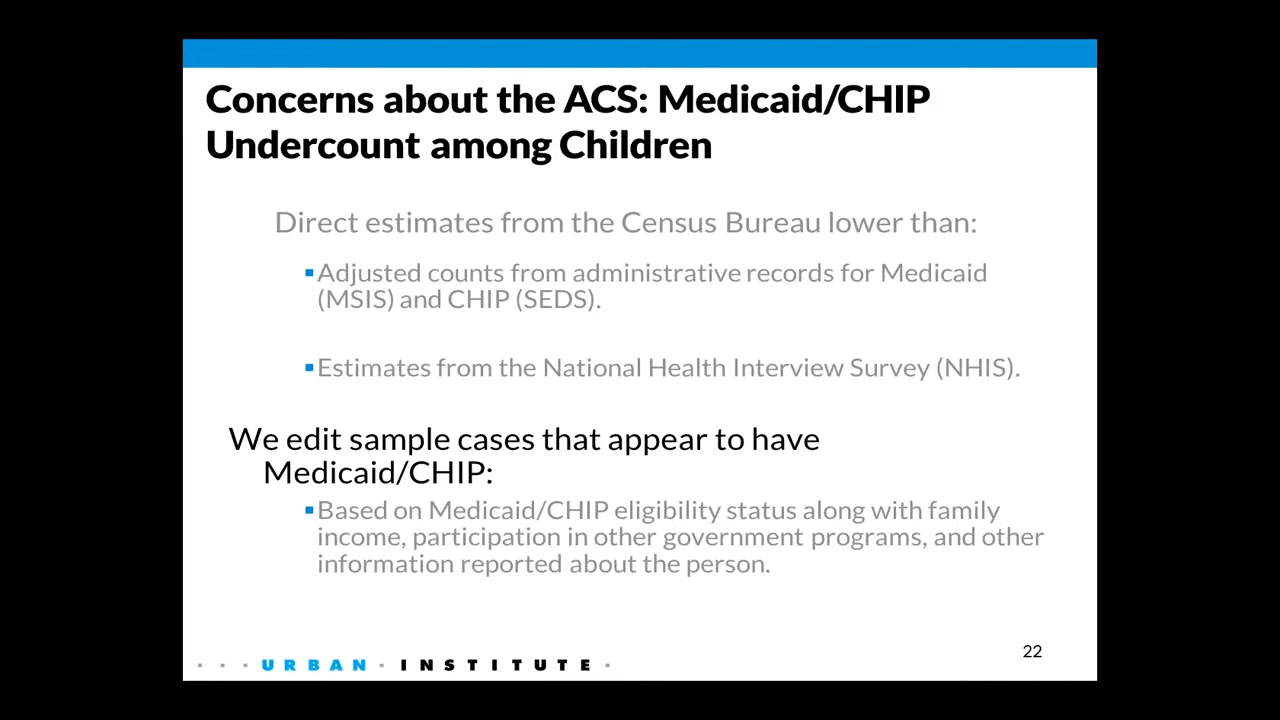 Concerns about the ACS: Medicaid/CHIP
Undercount among Children
Direct estimates from the Census Bureau lower than:
▪Adjusted counts from administrative records for Medicaid
(MSIS) and CHIP (SEDS).
▪Estimates from the National Health Interview Survey (NHIS).
We edit sample cases that appear to have
Medicaid/CHIP:
▪Based on Medicaid/CHIP eligibility status along with family
income, participation in other government programs, and other
information reported about the person.
22
URBAN · INSTITUTE